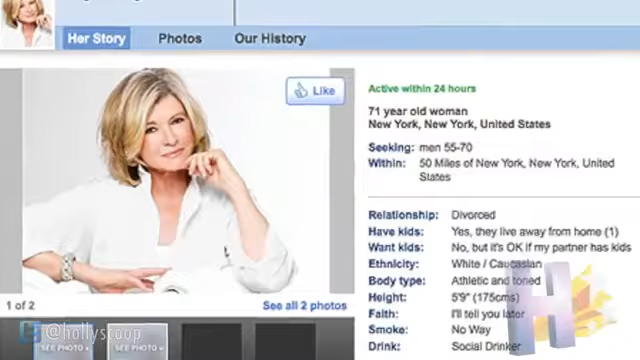 Her Story
Photos
Our History
Like
1 of 2
See all 2 photos
SEE PHOTO
SEE PHOTO
@hollyscoop
Active within 24 hours
71 year old woman
New York, New York, United States
Seeking: men 55-70
Within: 50 Miles of New York, New York, United
States
Relationship: Divorced
Have kids: Yes, they live away from home (1)
Want kids: No, but it's OK if my partner has kids
Ethnicity: White / Caucasian
Body type: Athletic and toned
Height: 5'9" (175cms)
Faith: I'll tell you later
Smoke: No Way
Drink: Social Drinker
H